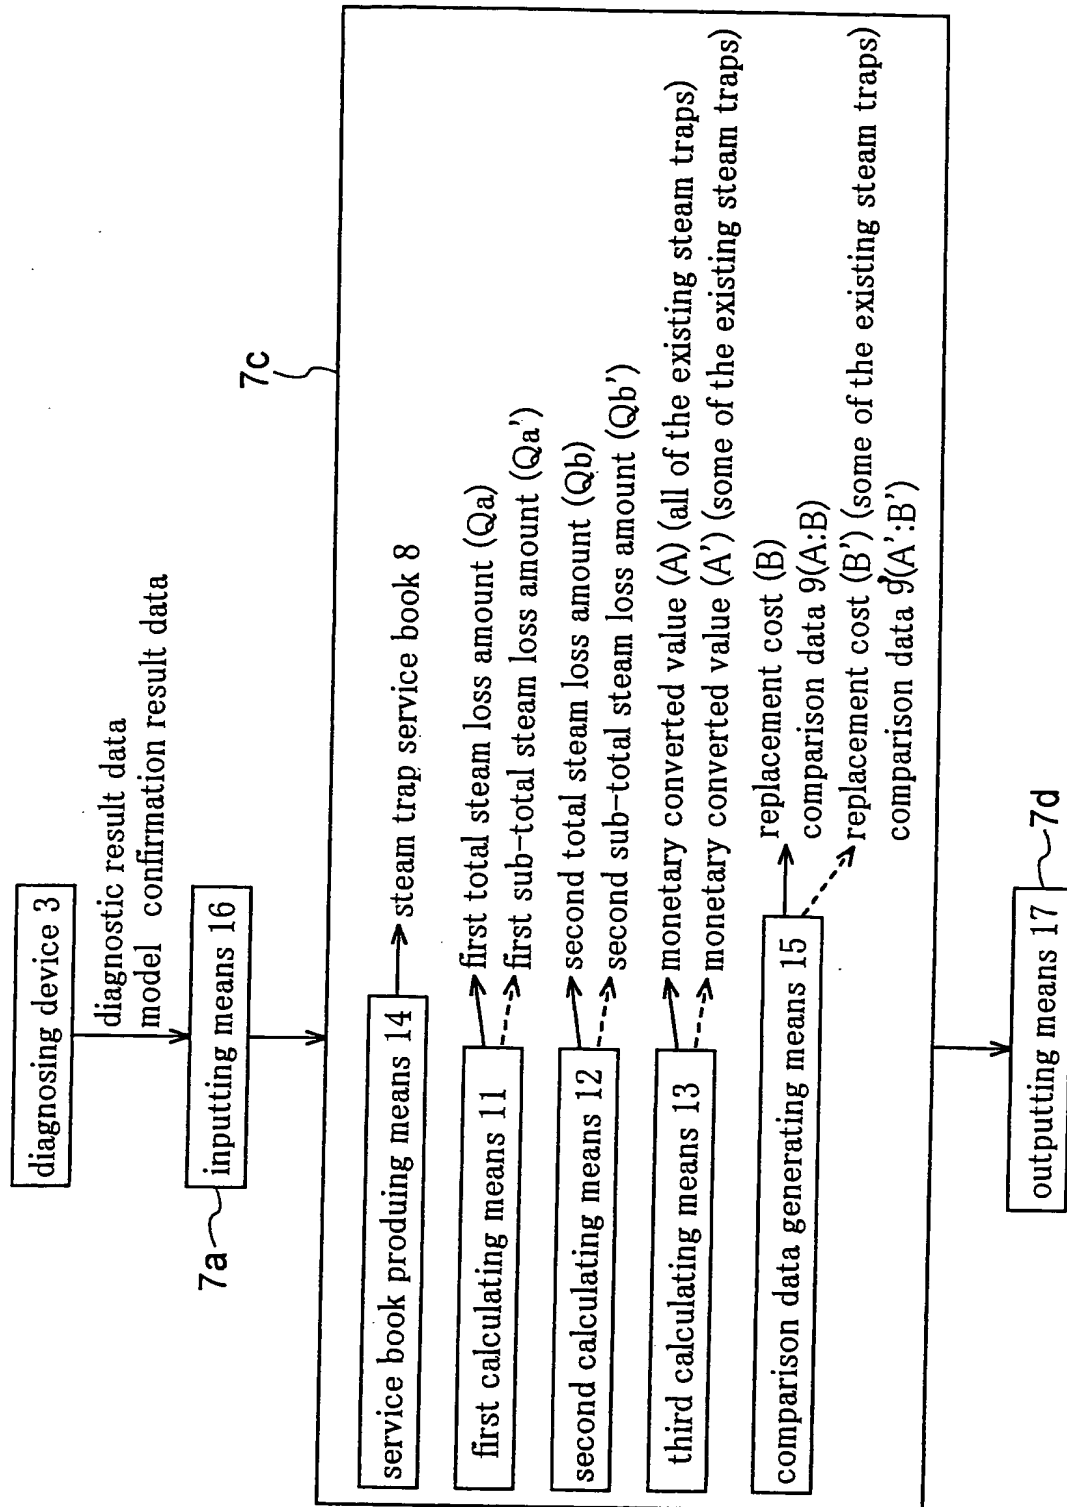 diagnosing device 3
diagnostic result data
model confirmation result data
7a
inputting means 16
7c
service book produing means 14
steam trap service book 8
first calculating means 11
first total steam loss amount (Qa)
first sub-total steam loss amount (Qa')
second calculating means 12
second total steam loss amount (Qb)
second sub-total steam loss amount (Qb')
third calculating means 13
monetary converted value (A) (all of the existing steam traps)
monetary converted value (A') (some of the existing steam traps)
comparison data generating means 15
replacement cost (B)
comparison data 9(A:B)
replacement cost (B') (some of the existing steam traps)
comparison data 9'(A':B')
outputting means 17
7d